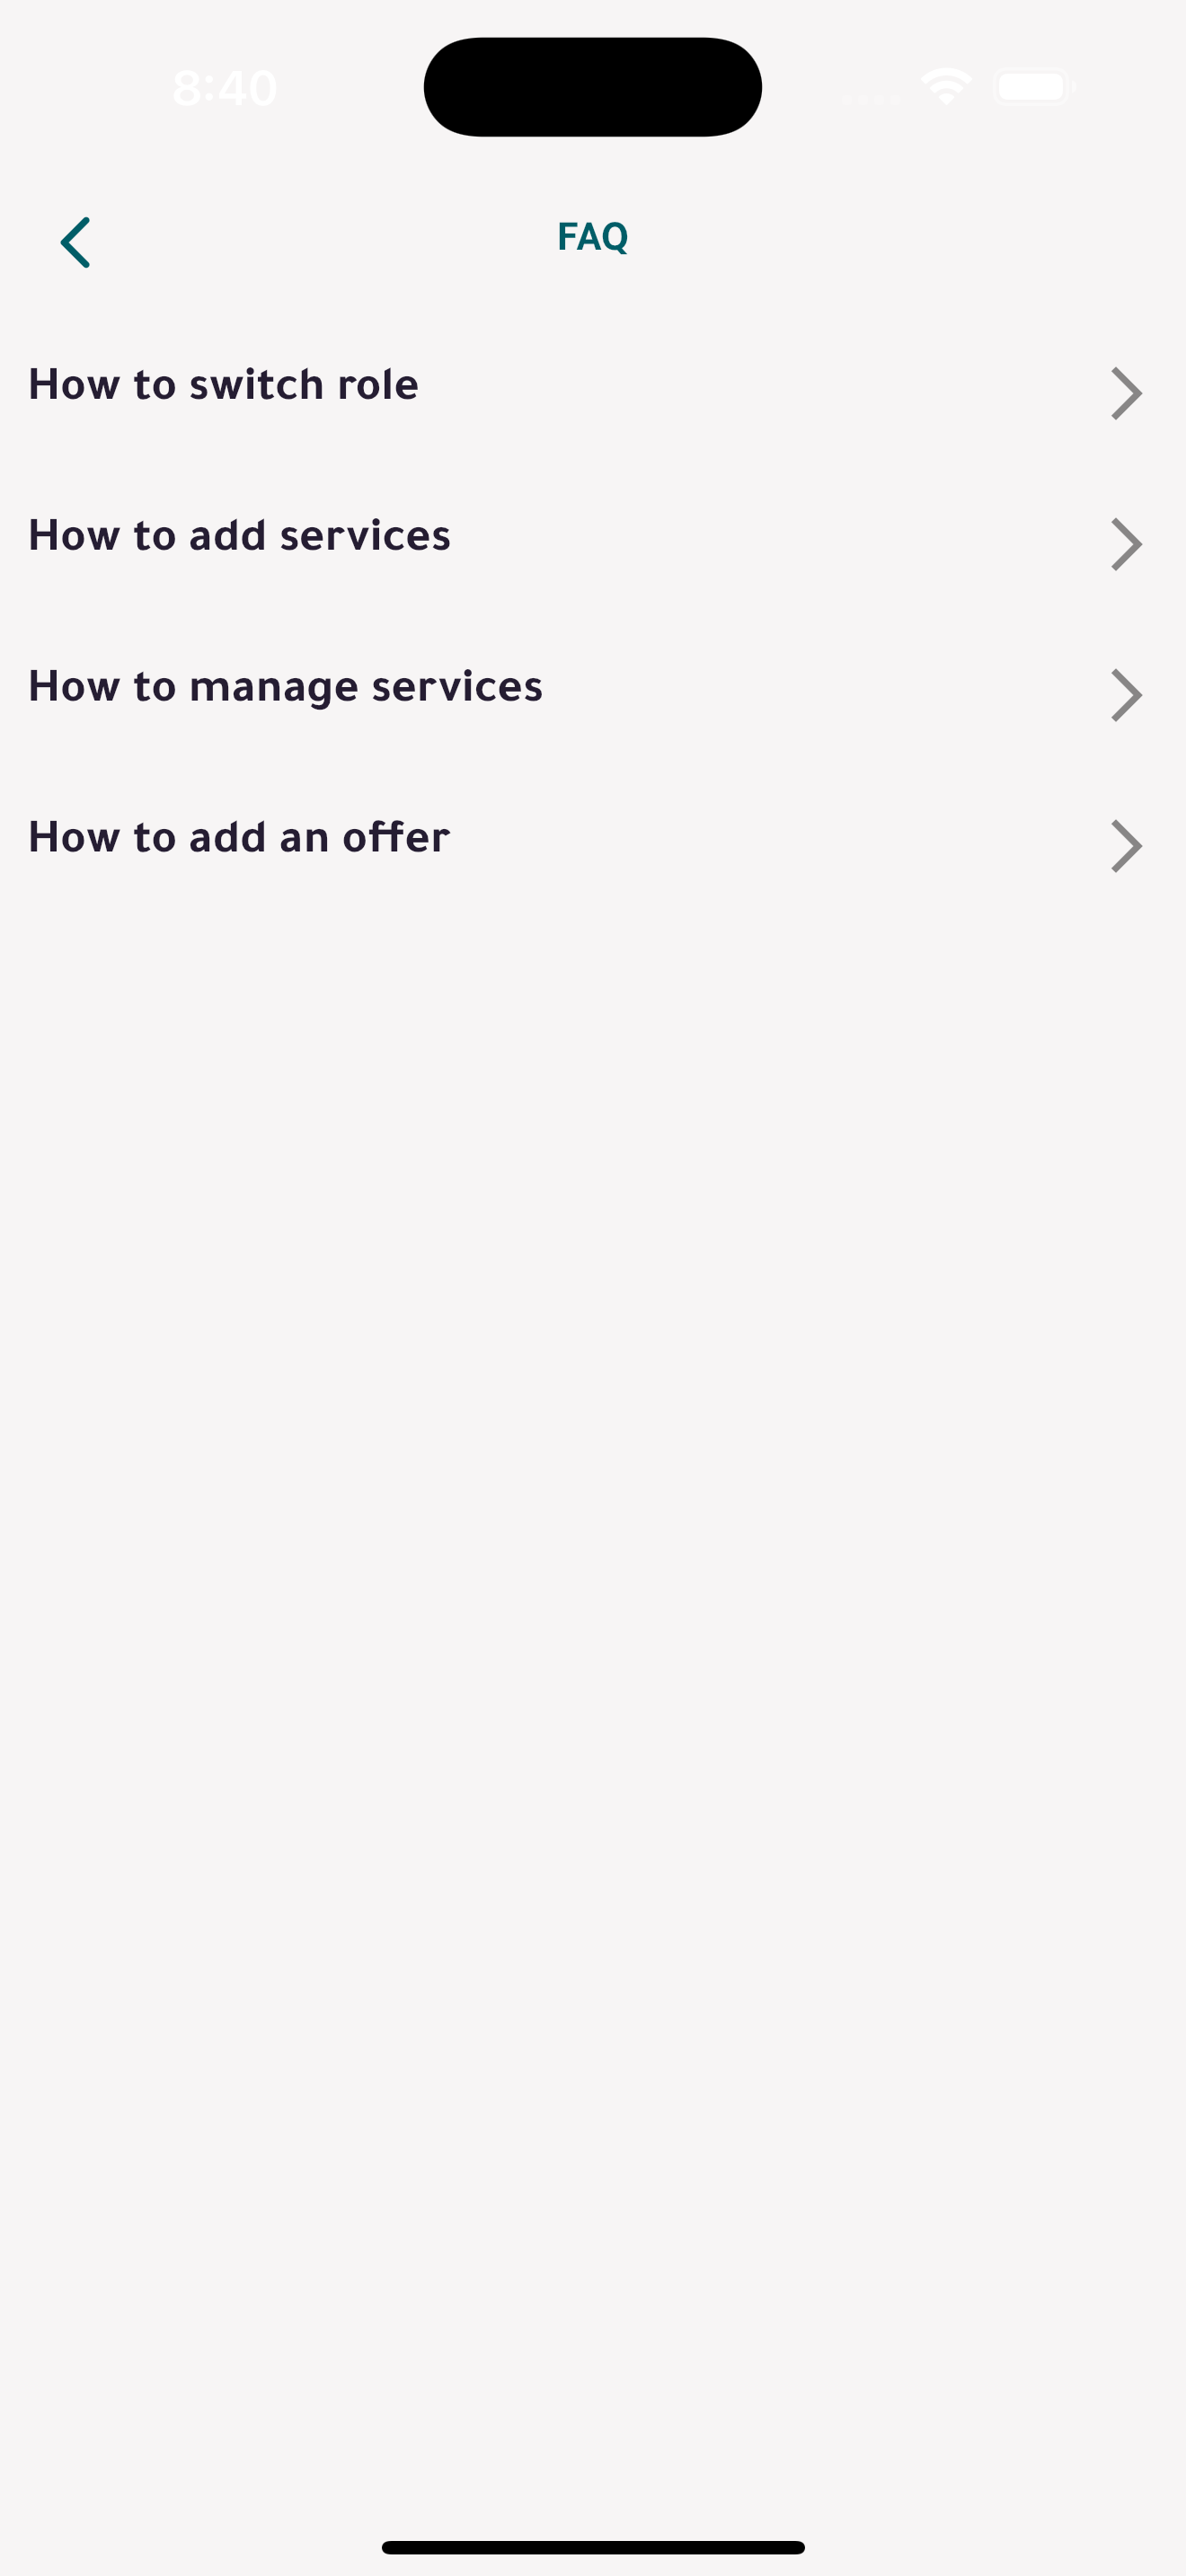 8:40
FAQ
How to switch role
How to add services
How to manage services
How to add an offer